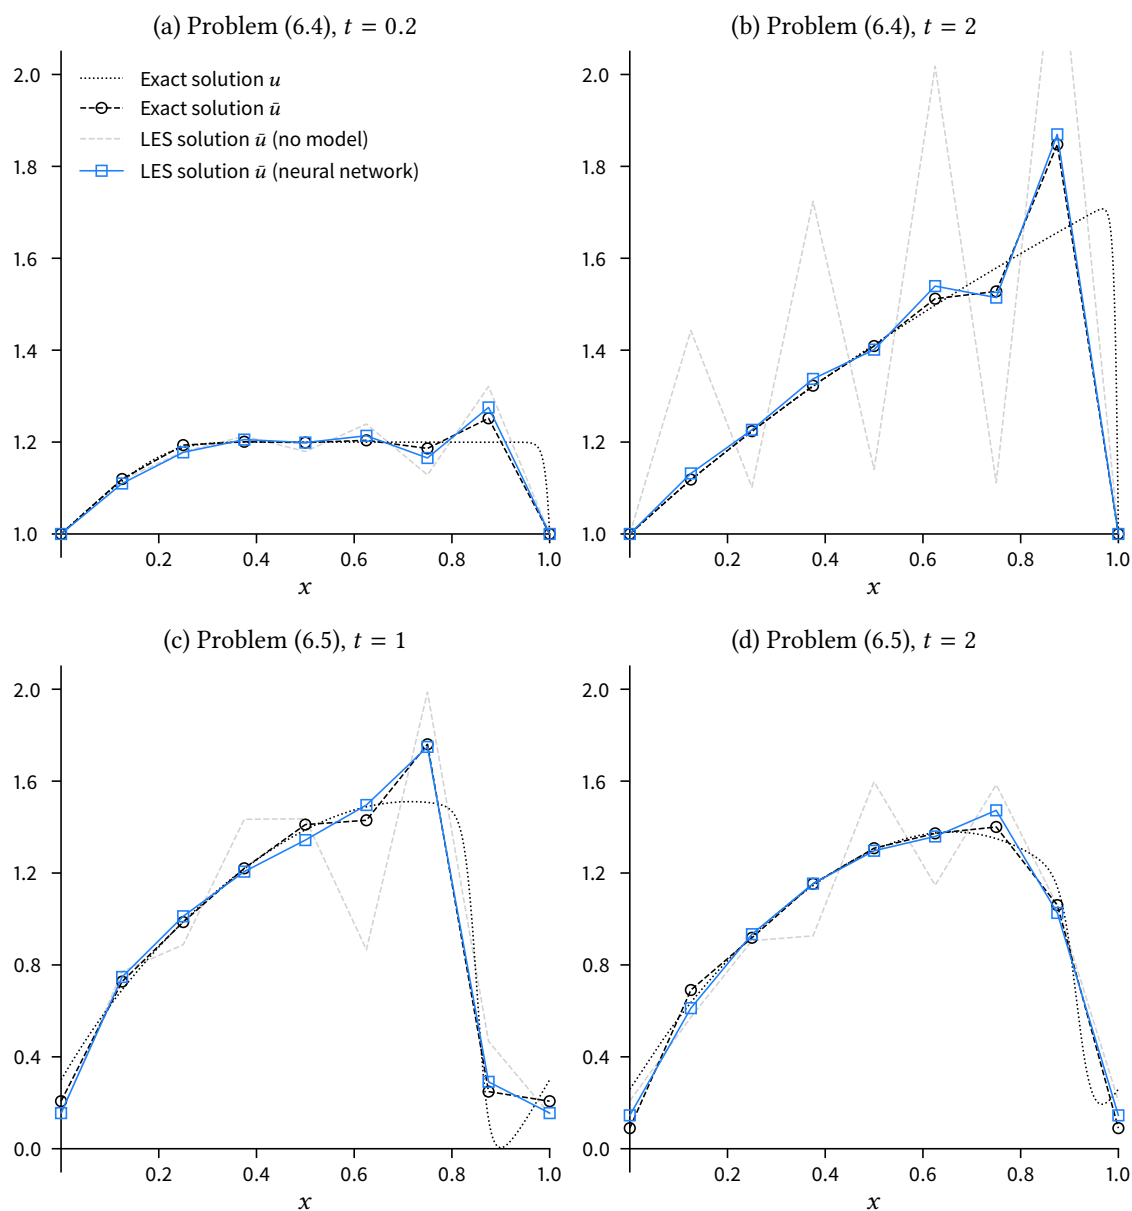 (a) Problem (6.4), t = 0.2
Exact solution u
Exact solution ū
LES solution ū (no model)
LES solution ū (neural network)
2.0
1.8
1.6
1.4
1.2
1.0
0.2 0.4 0.6 0.8 1.0
x
(b) Problem (6.4), t = 2
2.0
1.8
1.6
1.4
1.2
1.0
0.2 0.4 0.6 0.8 1.0
x
(c) Problem (6.5), t = 1
2.0
1.6
1.2
0.8
0.4
0.0
0.2 0.4 0.6 0.8 1.0
x
(d) Problem (6.5), t = 2
2.0
1.6
1.2
0.8
0.4
0.0
0.2 0.4 0.6 0.8 1.0
x